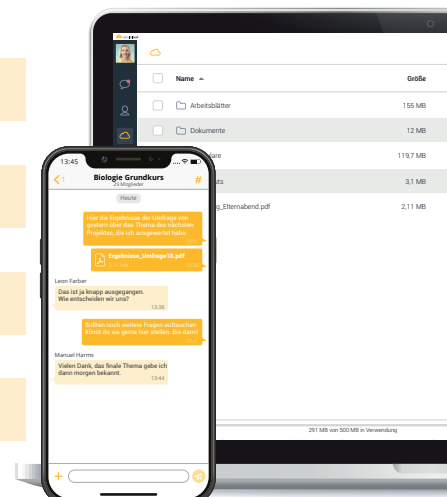 Name
Größe
Arbeitsblätter
155 MB
Dokumente
12 MB
lare
119,7 MB
3,1 MB
g_Elternabend.pdf
2,11 MB
291 MB von 500 MB in Verwendung
13:45
1
Biologie Grundkurs
29 Mitglieder
#
Heute
Hier die Ergebnisse der Umfrage von
gestern über das Thema des nächsten
Projektes, die ich ausgewertet habe.
Ergebnisse_Umfrage18.pdf
Leon Farber
Das ist ja knapp ausgegangen.
Wie entscheiden wir uns?
13:38
Sollten noch weitere Fragen auftauchen
könnt ihr sie gerne hier stellen. Bis dann!
Manuel Harms
Vielen Dank, das finale Thema gebe ich
dann morgen bekannt.
13:44